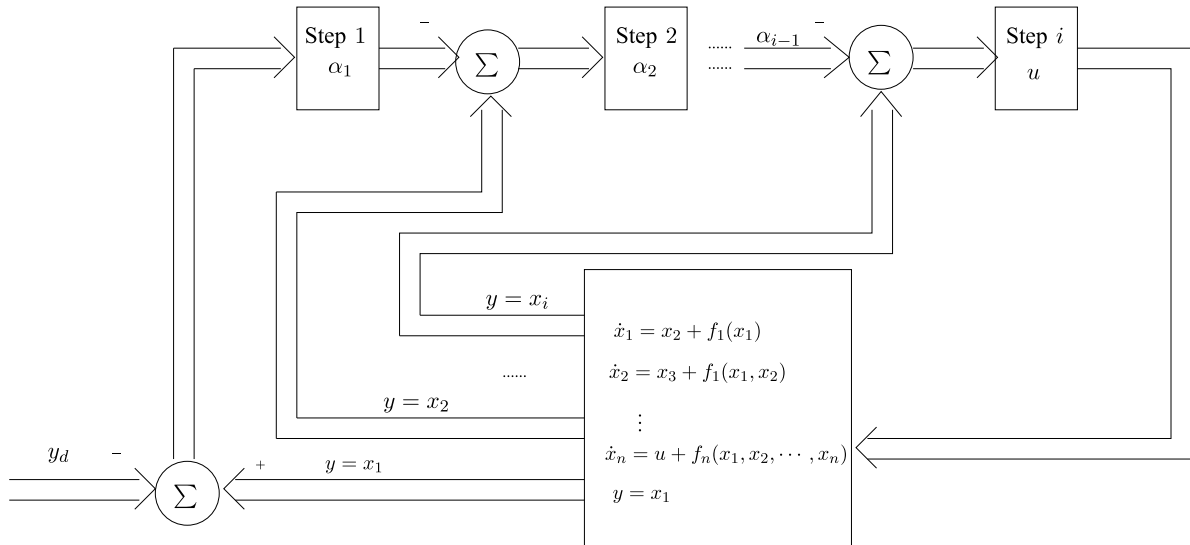 Step 1
α₁
−
∑
Step 2
α₂
......
......
αᵢ₋₁
−
∑
Step i
u
y = xᵢ
ẋ₁ = x₂ + f₁(x₁)
ẋ₂ = x₃ + f₁(x₁, x₂)
......
⋮
y = x₂
ẋₙ = u + fₙ(x₁, x₂, ⋯ , xₙ)
y = x₁
y_d
−
∑
+
y = x₁